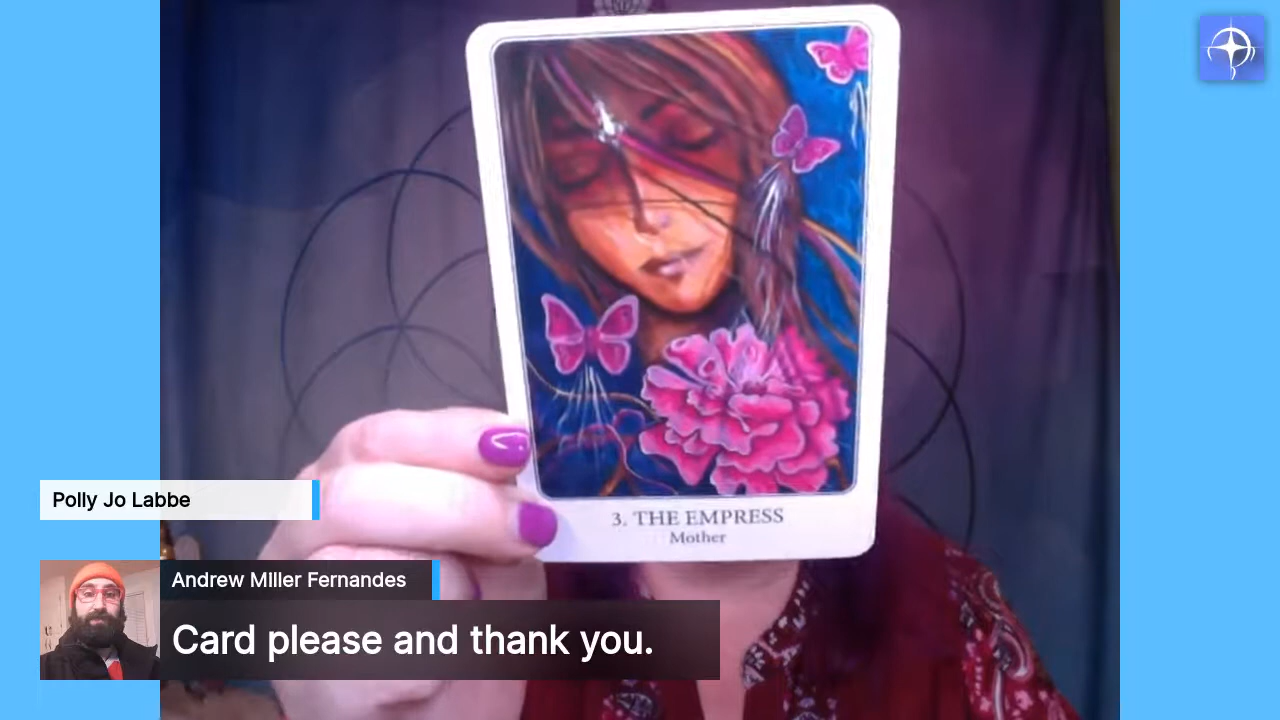 3. THE EMPRESS
Mother
Polly Jo Labbe
Andrew MIller Fernandes
Card please and thank you.